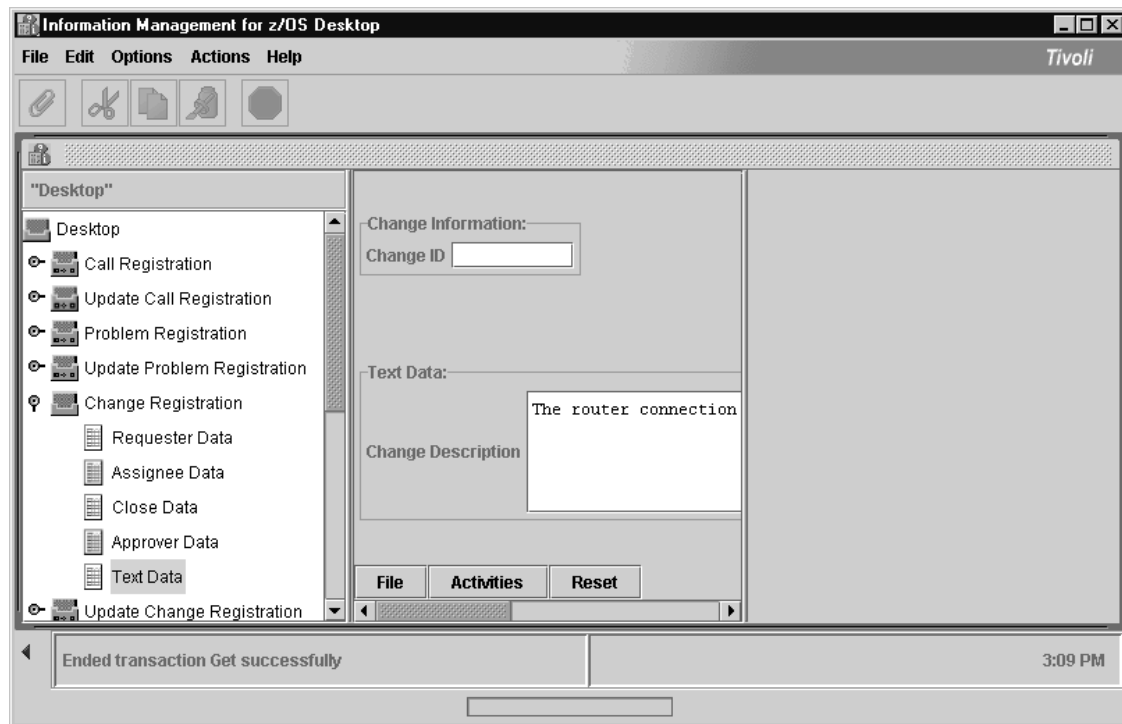 Information Management for z/OS Desktop
File Edit Options Actions Help
Tivoli
"Desktop"
Desktop
Call Registration
Update Call Registration
Problem Registration
Update Problem Registration
Change Registration
Requester Data
Assignee Data
Close Data
Approver Data
Text Data
Update Change Registration
Change Information:
Change ID
Text Data:
The router connection
Change Description
File Activities Reset
Ended transaction Get successfully
3:09 PM